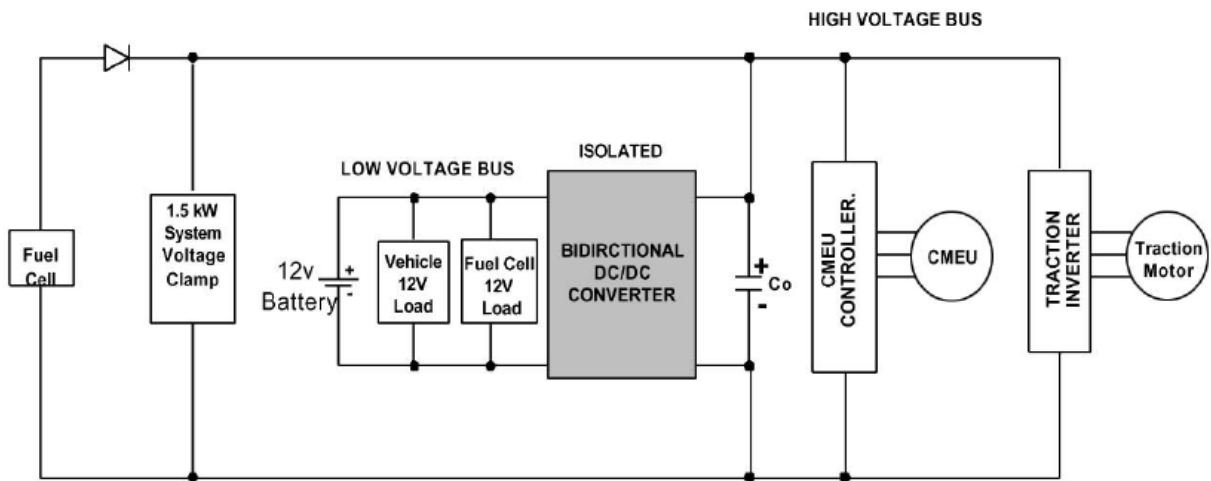 HIGH VOLTAGE BUS
ISOLATED
LOW VOLTAGE BUS
1.5 kW
System
Voltage
Clamp
Fuel
Cell
12v
Battery
+
-
Vehicle
12V
Load
Fuel Cell
12V
Load
BIDIRCTIONAL
DC/DC
CONVERTER
+
Co
-
CMEU
CONTROLLER.
CMEU
TRACTION
INVERTER
Traction
Motor